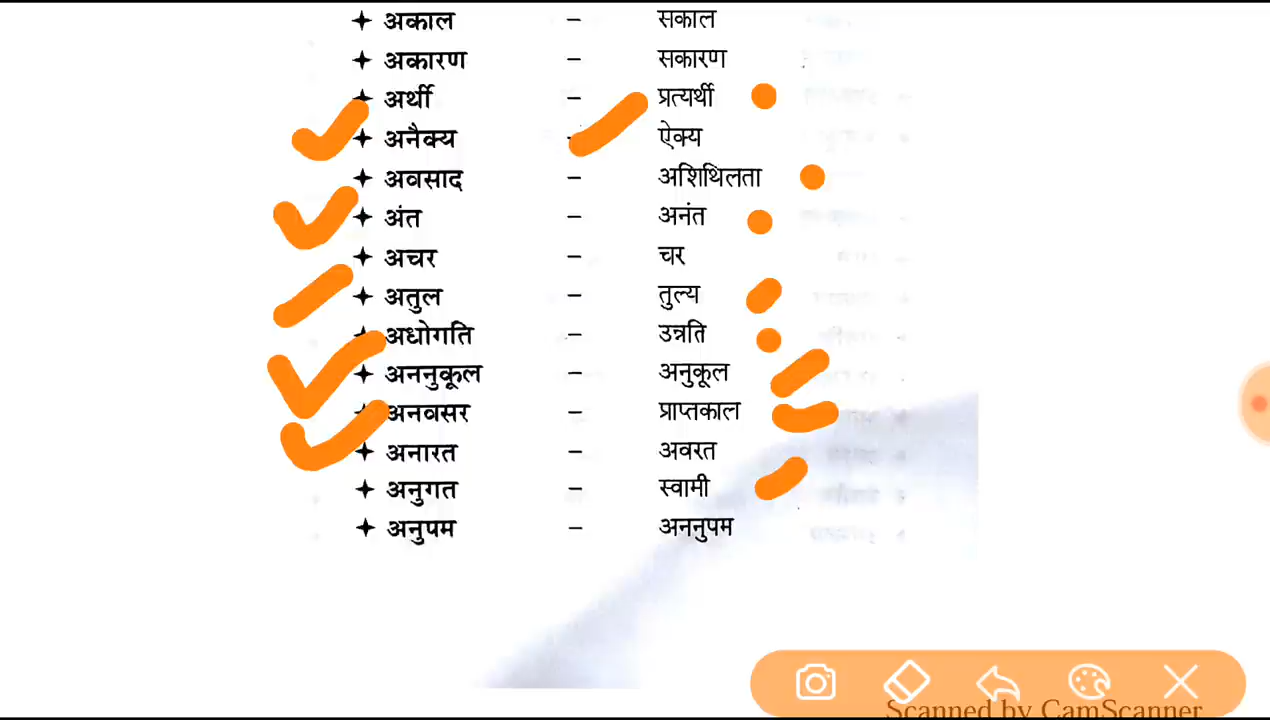 ✦ अकाल – सकाल
✦ अकारण – सकारण
✦ अर्थी – प्रत्यर्थी
✦ अनैक्य – ऐक्य
✦ अवसाद – अशिथिलता
✦ अंत – अनंत
✦ अचर – चर
✦ अतुल – तुल्य
✦ अधोगति – उन्नति
✦ अननुकूल – अनुकूल
✦ अनवसर – प्राप्तकाल
✦ अनारत – अवरत
✦ अनुगत – स्वामी
✦ अनुपम – अननुपम
Scanned by CamScanner